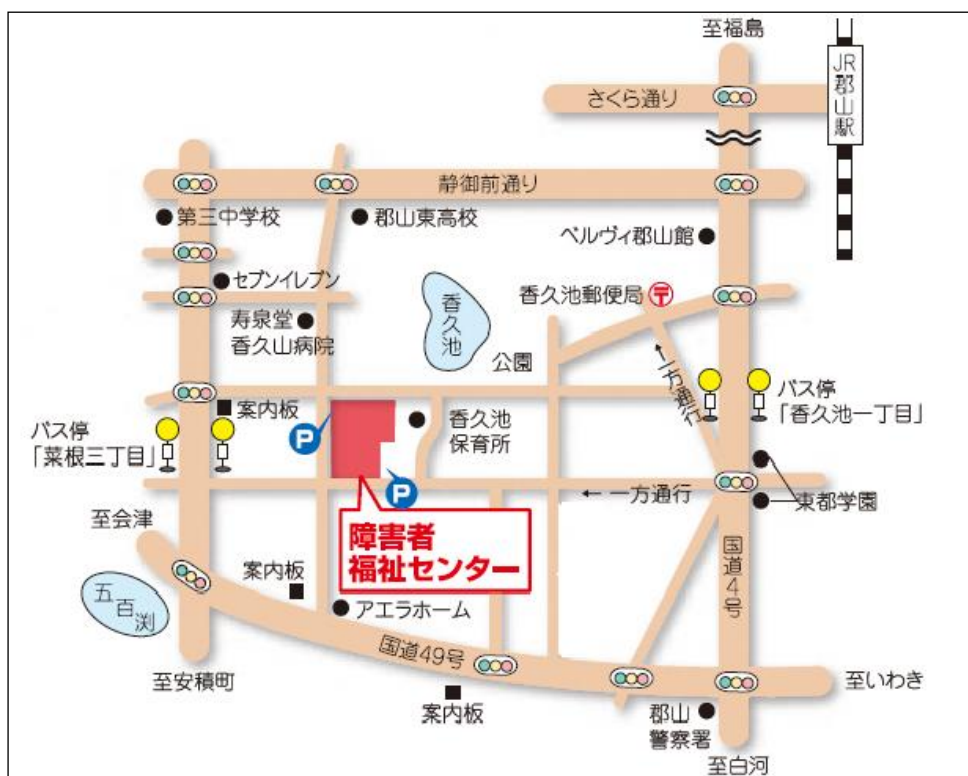 至福島
JR郡山駅
さくら通り
静御前通り
第三中学校
郡山東高校
ベルヴィ郡山館
セブンイレブン
香久池
香久池郵便局
〒
寿泉堂
香久山病院
公園
←一方通行
案内板
バス停
「香久池一丁目」
バス停
「菜根三丁目」
P
香久池
保育所
P
← 一方通行
東都学園
至会津
障害者
福祉センター
国道4号
案内板
五百渕
アエラホーム
国道49号
至安積町
至いわき
案内板
郡山
警察署
至白河